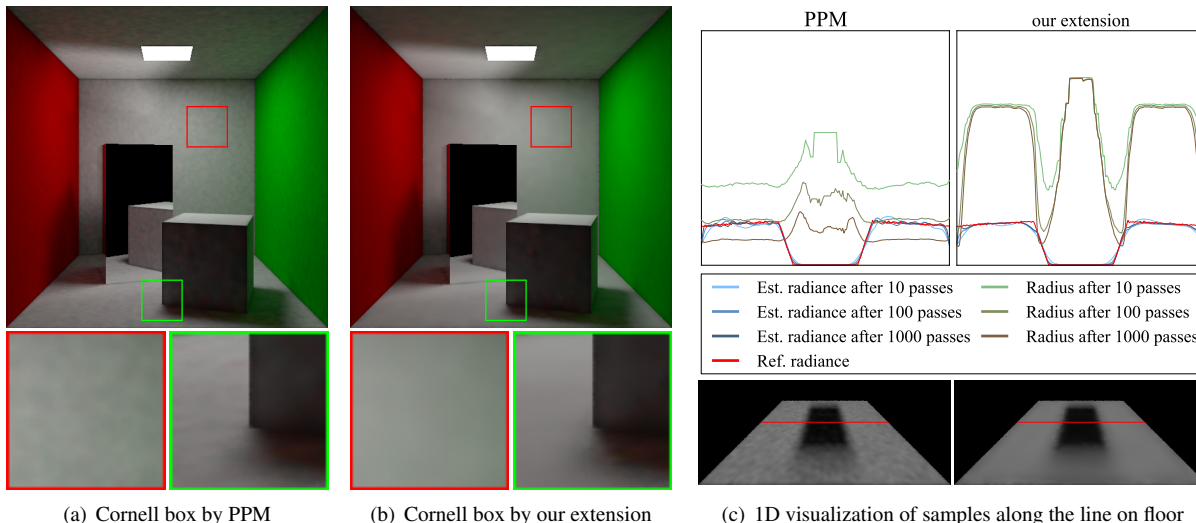 PPM
our extension
Est. radiance after 10 passes
Est. radiance after 100 passes
Est. radiance after 1000 passes
Ref. radiance
Radius after 10 passes
Radius after 100 passes
Radius after 1000 passes
(a) Cornell box by PPM
(b) Cornell box by our extension
(c) 1D visualization of samples along the line on floor